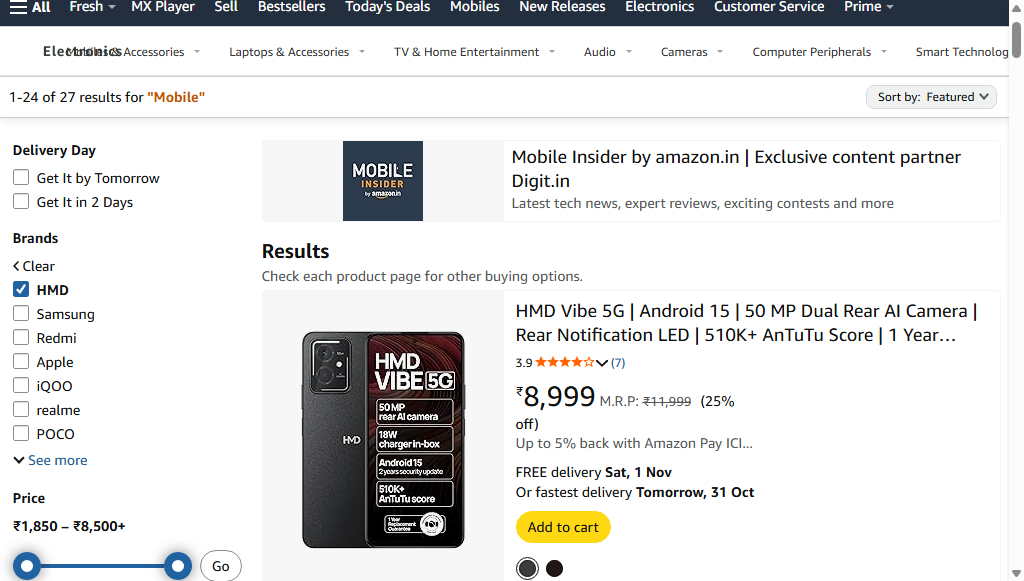 All Fresh MX Player Sell Bestsellers Today's Deals Mobiles New Releases Electronics Customer Service Prime
Electronics Mobiles & Accessories Laptops & Accessories TV & Home Entertainment Audio Cameras Computer Peripherals Smart Technolog
1-24 of 27 results for "Mobile"
Sort by: Featured
Delivery Day
Get It by Tomorrow
Get It in 2 Days
Brands
Clear
HMD
Samsung
Redmi
Apple
iQOO
realme
POCO
See more
Price
₹1,850 – ₹8,500+
Go
MOBILE
INSIDER
by amazon.in
Mobile Insider by amazon.in | Exclusive content partner
Digit.in
Latest tech news, expert reviews, exciting contests and more
Results
Check each product page for other buying options.
HMD
HMD
VIBE 5G
50 MP
rear AI camera
18W
charger in-box
Android 15
2 years security update
510K+
AnTuTu score
1 Year
Replacement
Guarantee
HMD Vibe 5G | Android 15 | 50 MP Dual Rear AI Camera |
Rear Notification LED | 510K+ AnTuTu Score | 1 Year...
3.9 (7)
₹8,999 M.R.P: ₹11,999 (25%
off)
Up to 5% back with Amazon Pay ICI...
FREE delivery Sat, 1 Nov
Or fastest delivery Tomorrow, 31 Oct
Add to cart